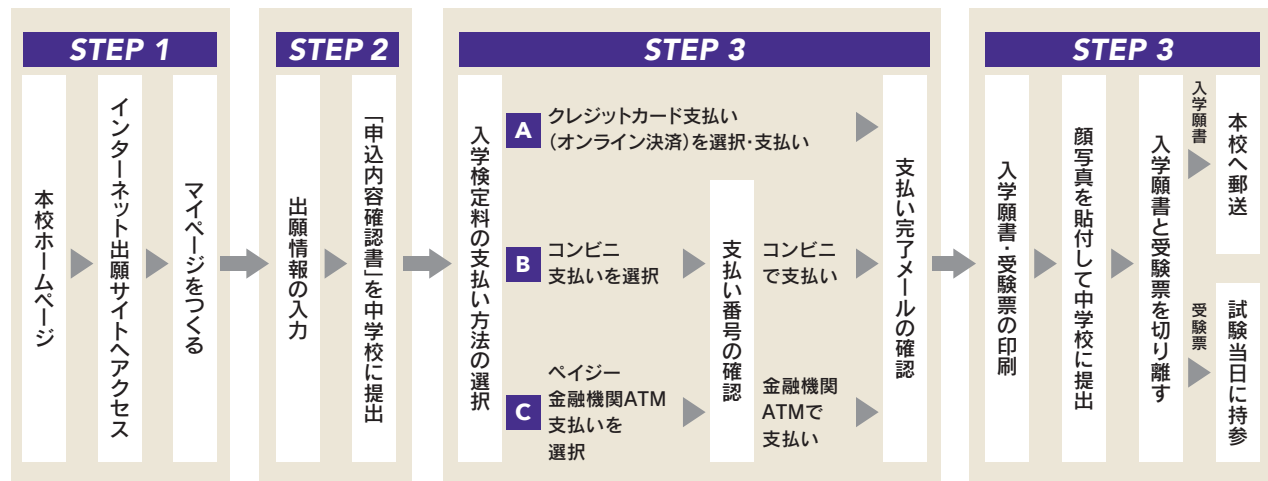 STEP 1
本校ホームページ
インターネット出願サイトへアクセス
マイページをつくる
STEP 2
出願情報の入力
「申込内容確認書」を中学校に提出
STEP 3
入学検定料の支払い方法の選択
A
クレジットカード支払い
(オンライン決済)を選択・支払い
B
コンビニ
支払いを選択
C
ペイジー
金融機関ATM
支払いを
選択
支払い番号の確認
コンビニ
で支払い
金融機関
ATMで
支払い
支払い完了メールの確認
STEP 3
入学願書・受験票の印刷
顔写真を貼付して中学校に提出
入学願書と受験票を切り離す
入学願書
本校へ郵送
受験票
試験当日に持参